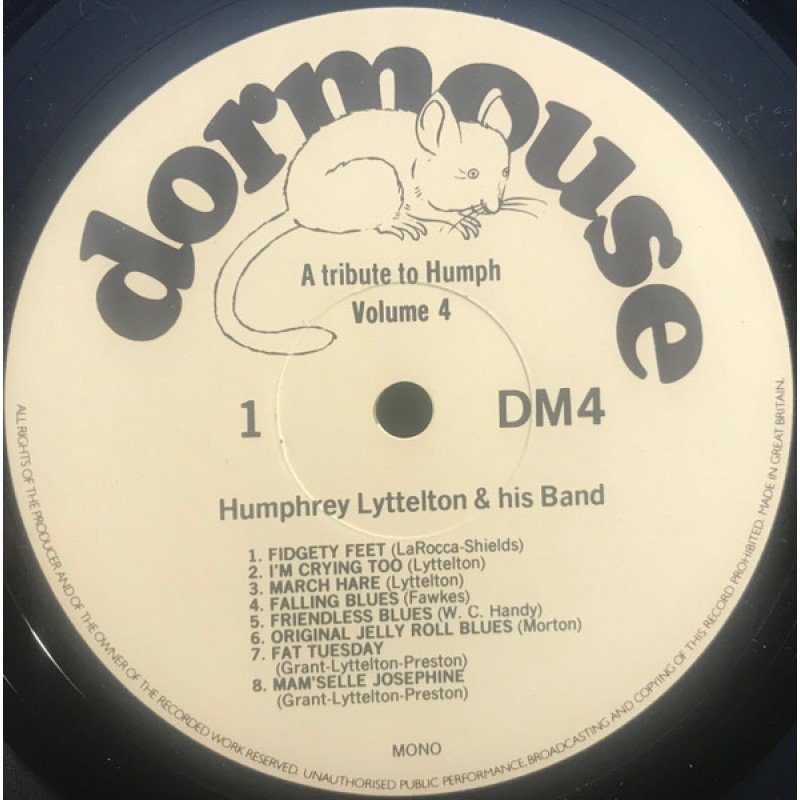 dormouse
A tribute to Humph
Volume 4
1
DM4
Humphrey Lyttelton & his Band
1. FIDGETY FEET (LaRocca-Shields)
2. I'M CRYING TOO (Lyttelton)
3. MARCH HARE (Lyttelton)
4. FALLING BLUES (Fawkes)
5. FRIENDLESS BLUES (W. C. Handy)
6. ORIGINAL JELLY ROLL BLUES (Morton)
7. FAT TUESDAY
(Grant-Lyttelton-Preston)
8. MAM'SELLE JOSEPHINE
(Grant-Lyttelton-Preston)
MONO
ALL RIGHTS OF THE PRODUCER AND OF THE OWNER OF THE RECORDED WORK RESERVED. UNAUTHORISED PUBLIC PERFORMANCE, BROADCASTING AND COPYING OF THIS RECORD PROHIBITED. MADE IN GREAT BRITAIN.